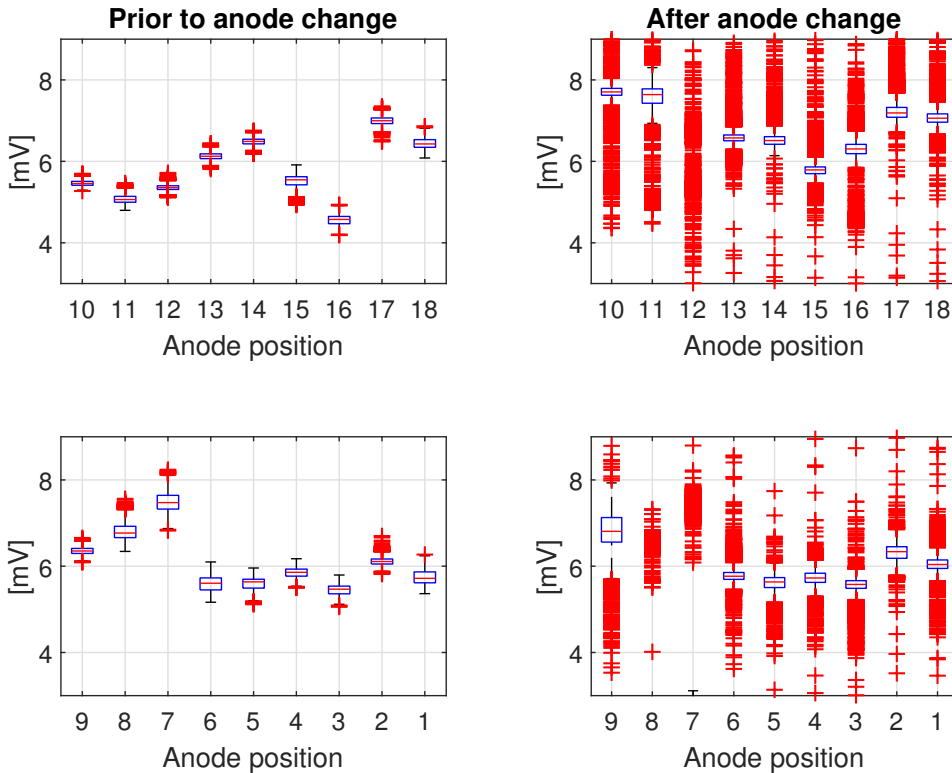 Prior to anode change
After anode change
[mV]
8
6
4
10 11 12 13 14 15 16 17 18
Anode position
[mV]
8
6
4
10 11 12 13 14 15 16 17 18
Anode position
[mV]
8
6
4
9 8 7 6 5 4 3 2 1
Anode position
[mV]
8
6
4
9 8 7 6 5 4 3 2 1
Anode position